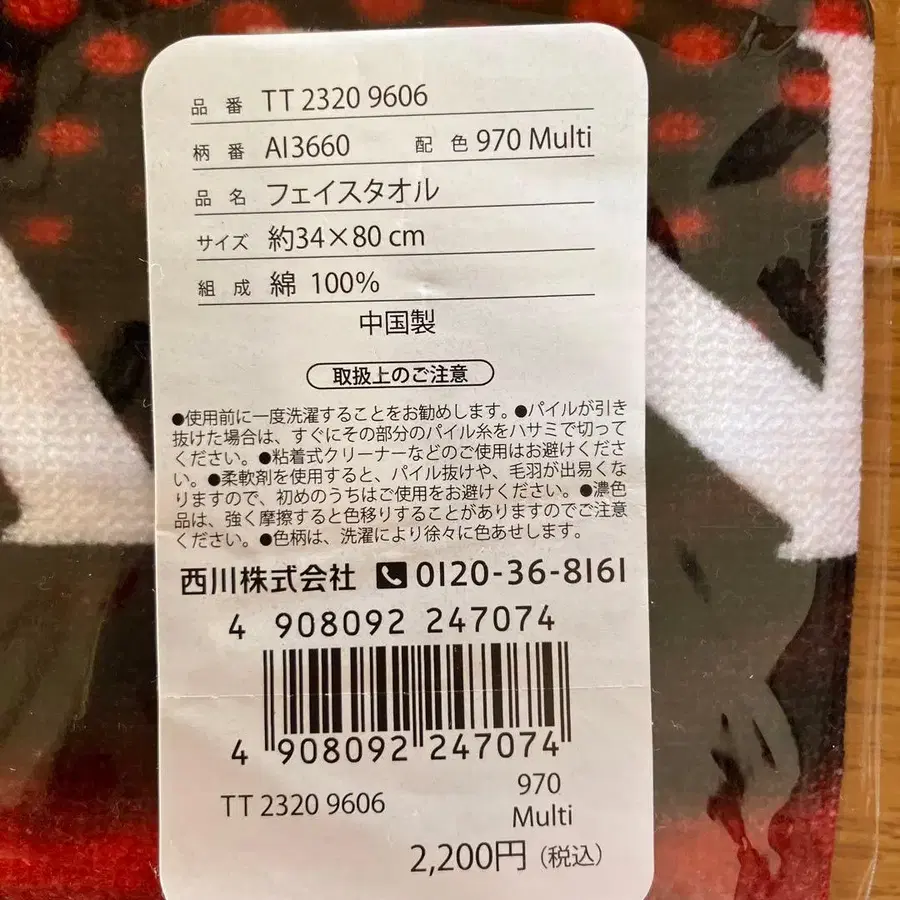 品番 TT 2320 9606
柄番 AI3660 配色 970 Multi
品名 フェイスタオル
サイズ 約34×80 cm
組成 綿 100%
中国製
取扱上のご注意
●使用前に一度洗濯することをお勧めします。●パイルが引き
抜けた場合は、すぐにその部分のパイル糸をハサミで切って
ください。●粘着式クリーナーなどのご使用はお避けくださ
い。●柔軟剤を使用すると、パイル抜けや、毛羽が出易くな
りますので、初めのうちはご使用をお避けください。●濃色
品は、強く摩擦すると色移りすることがありますのでご注意
ください。●色柄は、洗濯により徐々に色あせします。
西川株式会社 0120-36-8161
4 908092 247074
4 908092 247074
TT 2320 9606 970
Multi
2,200円（税込）